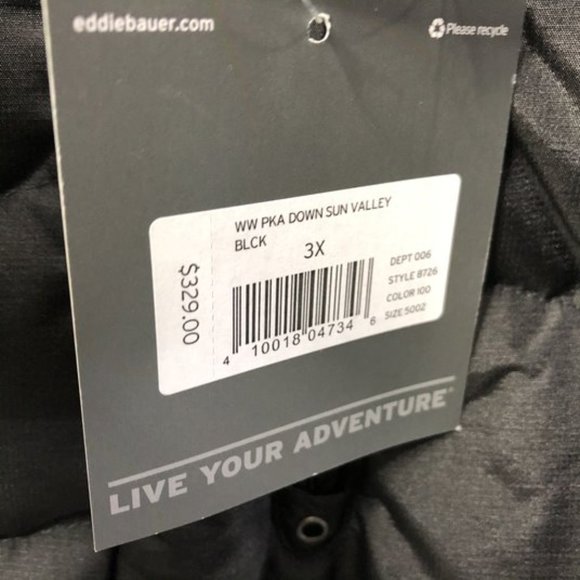 eddiebauer.com
Please recycle
WW PKA DOWN SUN VALLEY
BLCK
3X
$329.00
DEPT 006
STYLE 8726
COLOR 100
SIZE 5002
4 10018 04734 6
LIVE YOUR ADVENTURE